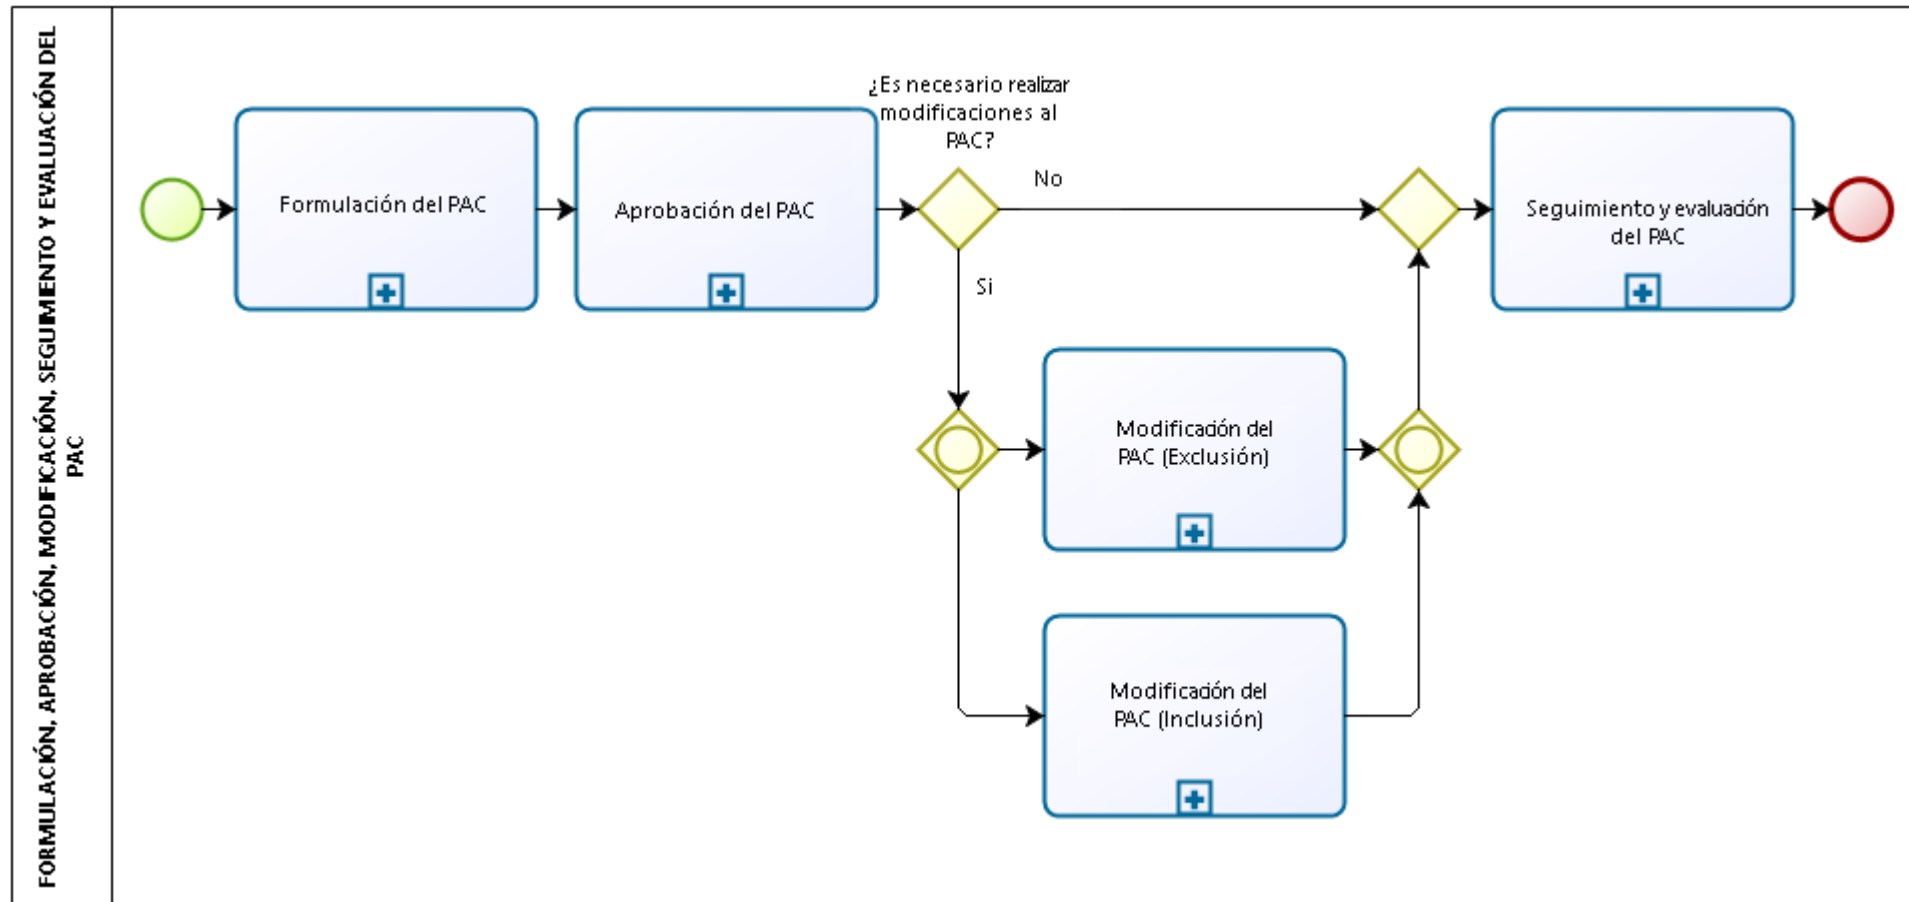 FORMULACIÓN, APROBACIÓN, MODIFICACIÓN, SEGUIMIENTO Y EVALUACIÓN DEL
PAC
Formulación del PAC
Aprobación del PAC
¿Es necesario realizar
modificaciones al
PAC?
No
Si
Modificación del
PAC (Exclusión)
Modificación del
PAC (Inclusión)
Seguimiento y evaluación
del PAC